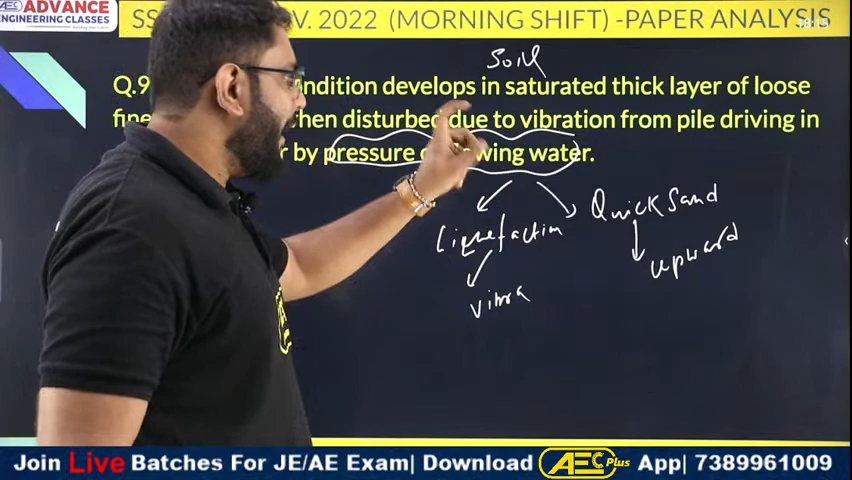 ADVANCE
ENGINEERING CLASSES
V. 2022 (MORNING SHIFT) -PAPER ANALYSIS
Soil
Q.9 ndition develops in saturated thick layer of loose
fine hen disturbed due to vibration from pile driving in
r by pressure wing water.
Quick Sand
Liquefaction
upward
vibra
Join Live Batches For JE/AE Exam| Download AEC Plus App| 7389961009